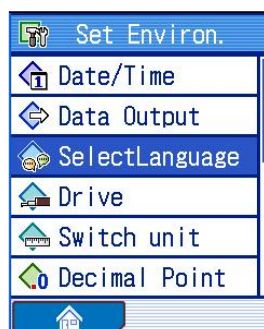 Set Environ.
Date/Time
Data Output
SelectLanguage
Drive
Switch unit
Decimal Point